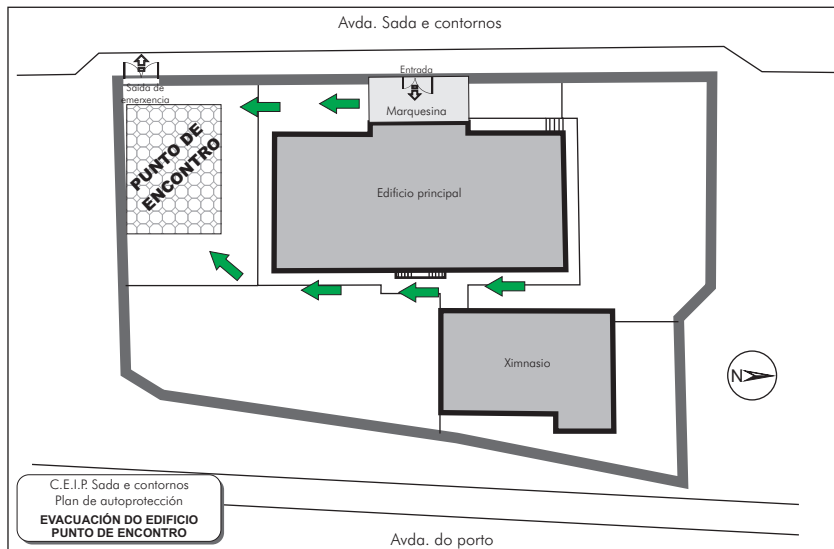 Avda. Sada e contornos
Entrada
Saida de
emerxencia
Marquesina
PUNTO DE
ENCONTRO
Edificio principal
Ximnasio
N
C.E.I.P. Sada e contornos
Plan de autoprotección
EVACUACIÓN DO EDIFICIO
PUNTO DE ENCONTRO
Avda. do porto